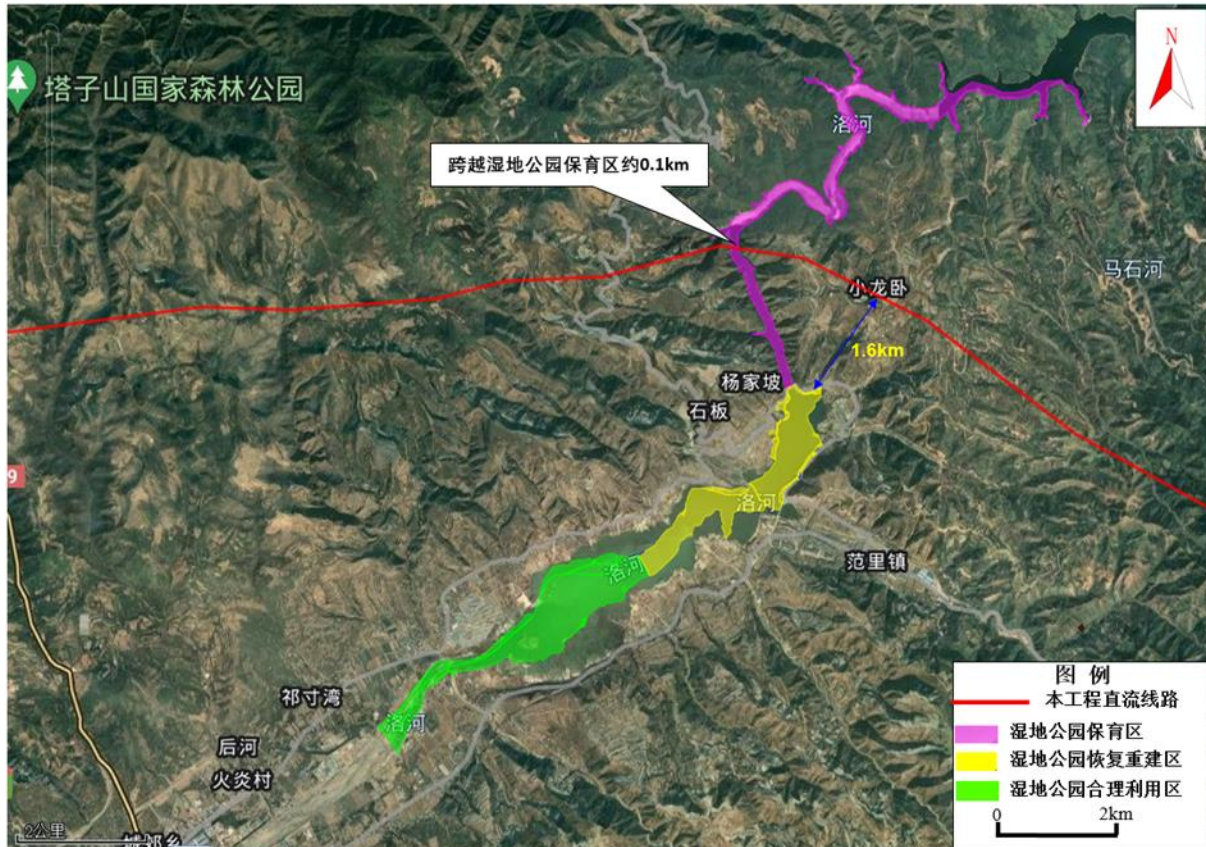 N
塔子山国家森林公园
洛河
跨越湿地公园保育区约0.1km
马石河
小龙卧
1.6km
杨家坡
石板
9
洛河
范里镇
洛河
祁寸湾
洛河
后河
火炎村
2公里
图 例
本工程直流线路
湿地公园保育区
湿地公园恢复重建区
湿地公园合理利用区
0 2km